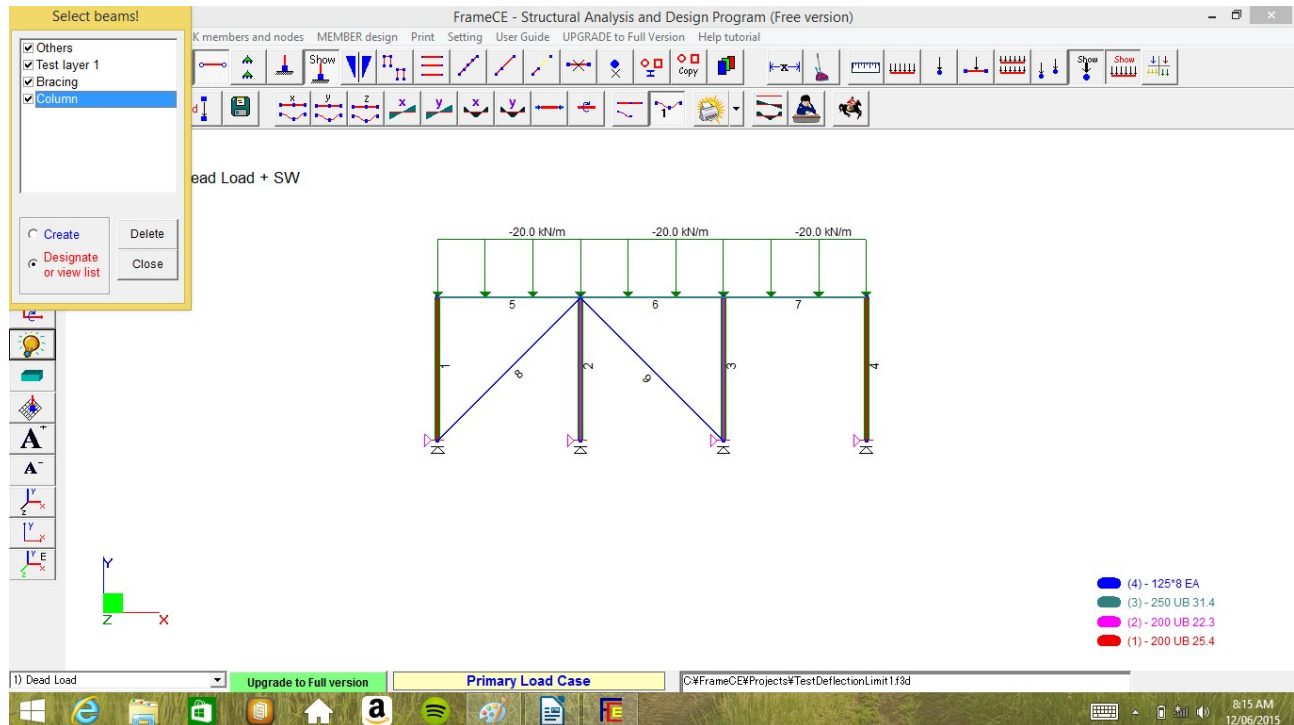 Select beams!
FrameCE - Structural Analysis and Design Program (Free version)
K members and nodes MEMBER design Print Setting User Guide UPGRADE to Full Version Help tutorial
Others
Test layer 1
Bracing
Column
Show
Copy
x
Show
Show
d
x y z x y x y
1
ead Load + SW
Create
Delete
Designate
or view list
Close
-20.0 kN/m -20.0 kN/m -20.0 kN/m
5 6 7
1 8 2 9 3 4
A+
A-
Y
z x
Y
x
Y E
z x
Y
Z X
(4) - 125*8 EA
(3) - 250 UB 31.4
(2) - 200 UB 22.3
(1) - 200 UB 25.4
1) Dead Load
Upgrade to Full version
Primary Load Case
C:¥FrameCE¥Projects¥TestDeflectionLimit1.f3d
a
8:15 AM
12/06/2015